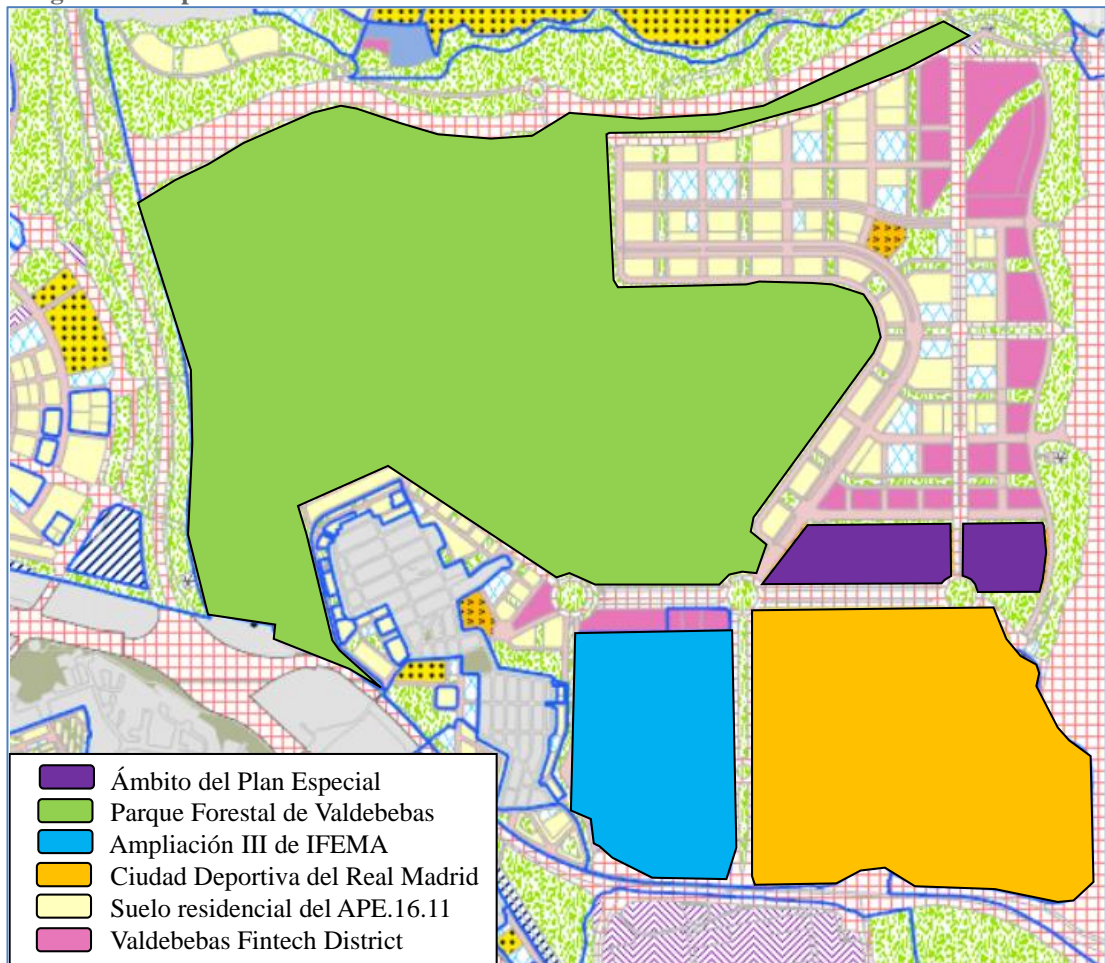 Ámbito del Plan Especial
Parque Forestal de Valdebebas
Ampliación III de IFEMA
Ciudad Deportiva del Real Madrid
Suelo residencial del APE.16.11
Valdebebas Fintech District